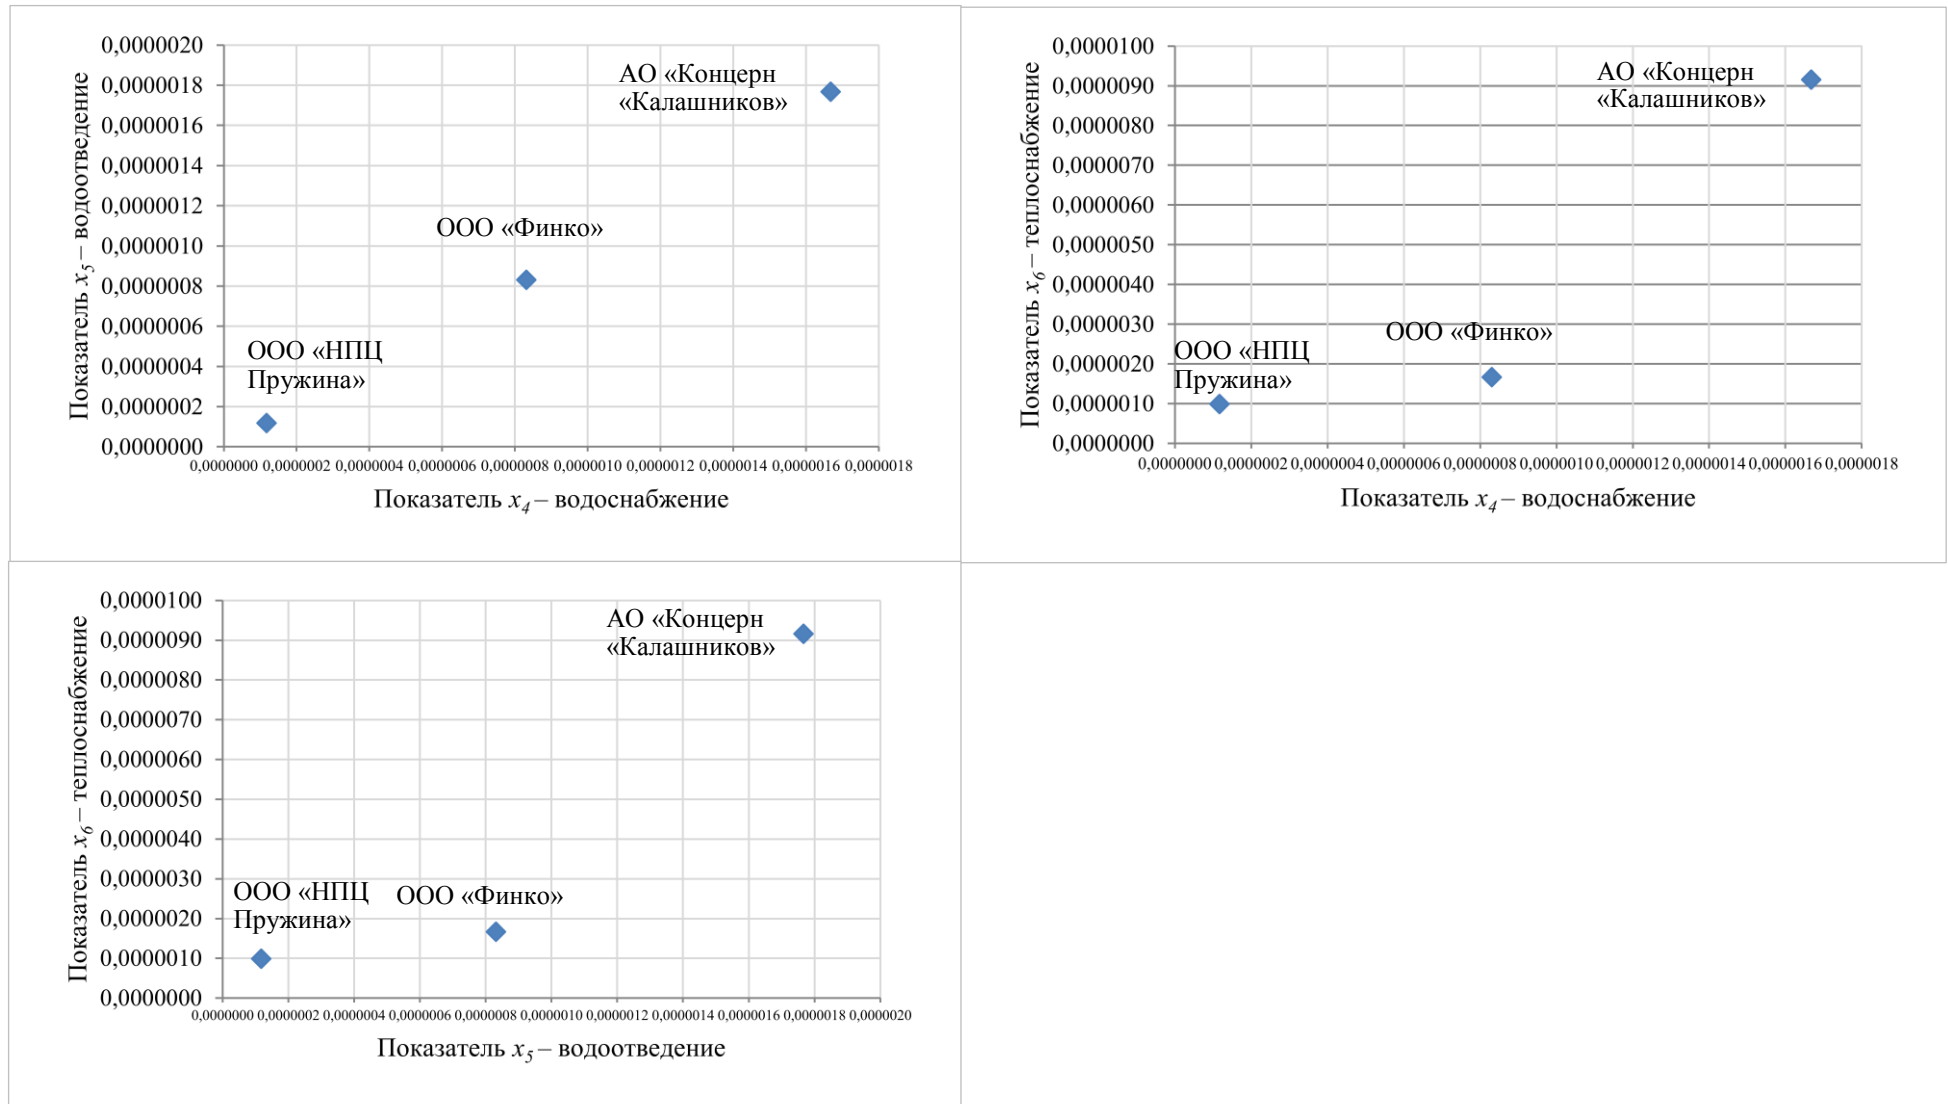 0,0000020
0,0000018
0,0000016
0,0000014
0,0000012
0,0000010
0,0000008
0,0000006
0,0000004
0,0000002
0,0000000
Показатель x5 – водоотведение
АО «Концерн
«Калашников»
ООО «Финко»
ООО «НПЦ
Пружина»
0,0000000 0,0000002 0,0000004 0,0000006 0,0000008 0,0000010 0,0000012 0,0000014 0,0000016 0,0000018
Показатель x4 – водоснабжение
0,0000100
0,0000090
0,0000080
0,0000070
0,0000060
0,0000050
0,0000040
0,0000030
0,0000020
0,0000010
0,0000000
Показатель x6 – теплоснабжение
АО «Концерн
«Калашников»
ООО «Финко»
ООО «НПЦ
Пружина»
0,0000000 0,0000002 0,0000004 0,0000006 0,0000008 0,0000010 0,0000012 0,0000014 0,0000016 0,0000018
Показатель x4 – водоснабжение
0,0000100
0,0000090
0,0000080
0,0000070
0,0000060
0,0000050
0,0000040
0,0000030
0,0000020
0,0000010
0,0000000
Показатель x6 – теплоснабжение
АО «Концерн
«Калашников»
ООО «НПЦ
Пружина»
ООО «Финко»
0,0000000 0,0000002 0,0000004 0,0000006 0,0000008 0,0000010 0,0000012 0,0000014 0,0000016 0,0000018 0,0000020
Показатель x5 – водоотведение